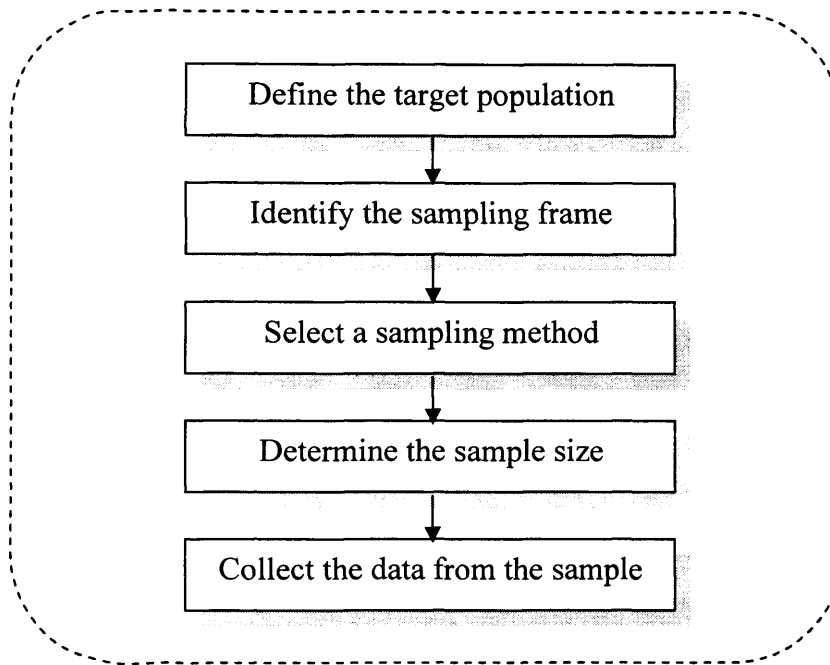 Define the target population
Identify the sampling frame
Select a sampling method
Determine the sample size
Collect the data from the sample